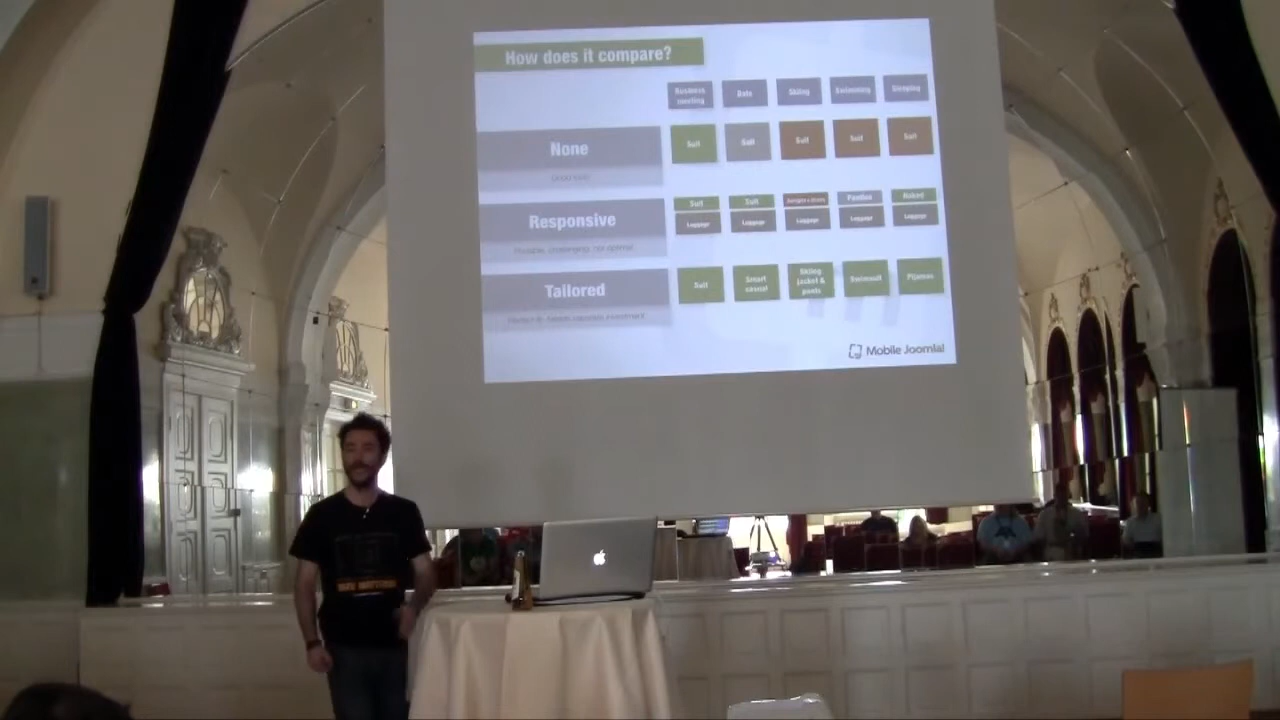 How does it compare?
Business meeting
Date
Skiing
Swimming
Sleeping
None
Suit
Suit
Suit
Suit
Suit
Responsive
Suit
Suit
Panties
Naked
Luggage
Luggage
Luggage
Luggage
Luggage
Tailored
Suit
Smart casual
Skiing jacket & pants
Swimsuit
Pijamas
Mobile Joomla!